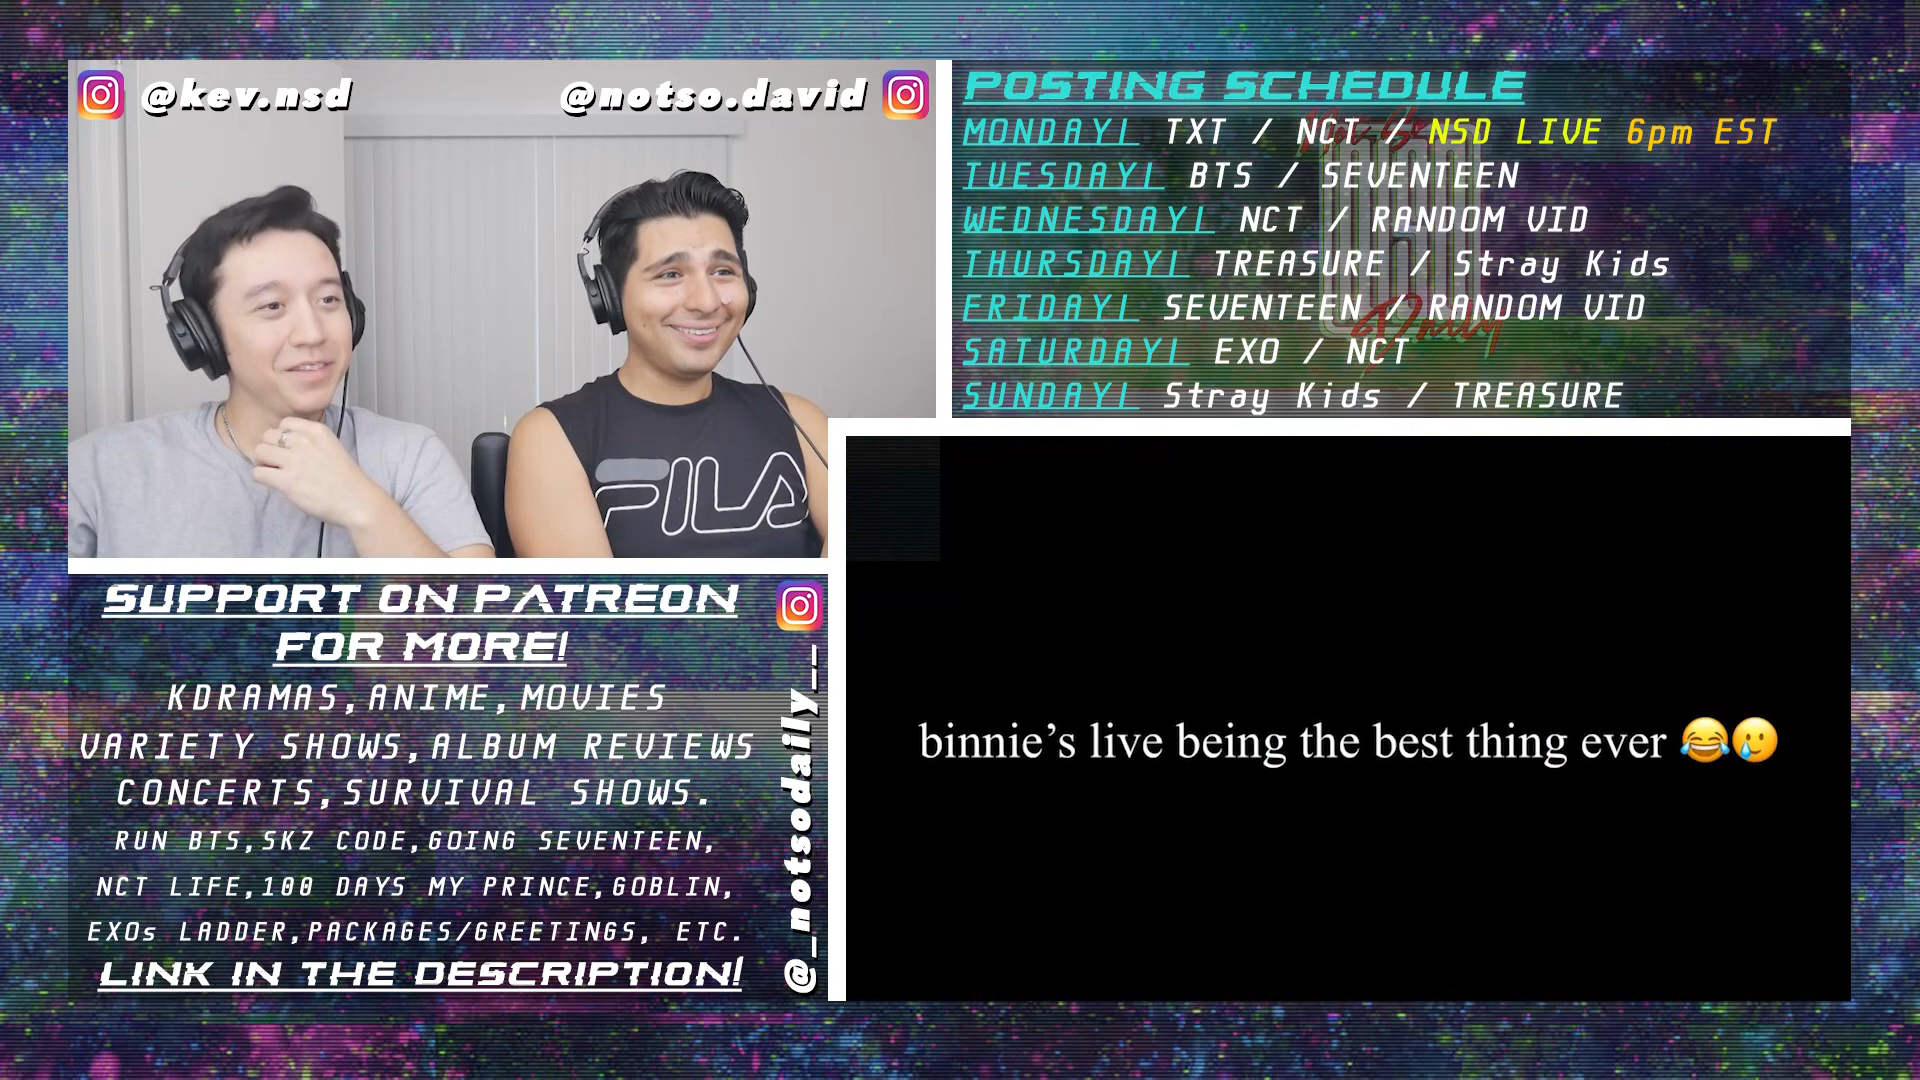 @kev.nsd
@notso.david
POSTING SCHEDULE
MONDAY| TXT / NCT / NSD LIVE 6pm EST
TUESDAY| BTS / SEVENTEEN
WEDNESDAY| NCT / RANDOM VID
THURSDAY| TREASURE / Stray Kids
FRIDAY| SEVENTEEN / RANDOM VID
SATURDAY| EXO / NCT
SUNDAY| Stray Kids / TREASURE
FILA
SUPPORT ON PATREON
FOR MORE!
KDRAMAS,ANIME,MOVIES
VARIETY SHOWS,ALBUM REVIEWS
CONCERTS,SURVIVAL SHOWS.
RUN BTS,SKZ CODE,GOING SEVENTEEN,
NCT LIFE,100 DAYS MY PRINCE,GOBLIN,
EXOs LADDER,PACKAGES/GREETINGS, ETC.
LINK IN THE DESCRIPTION!
@_notsodaily__
binnie’s live being the best thing ever 😂🥲